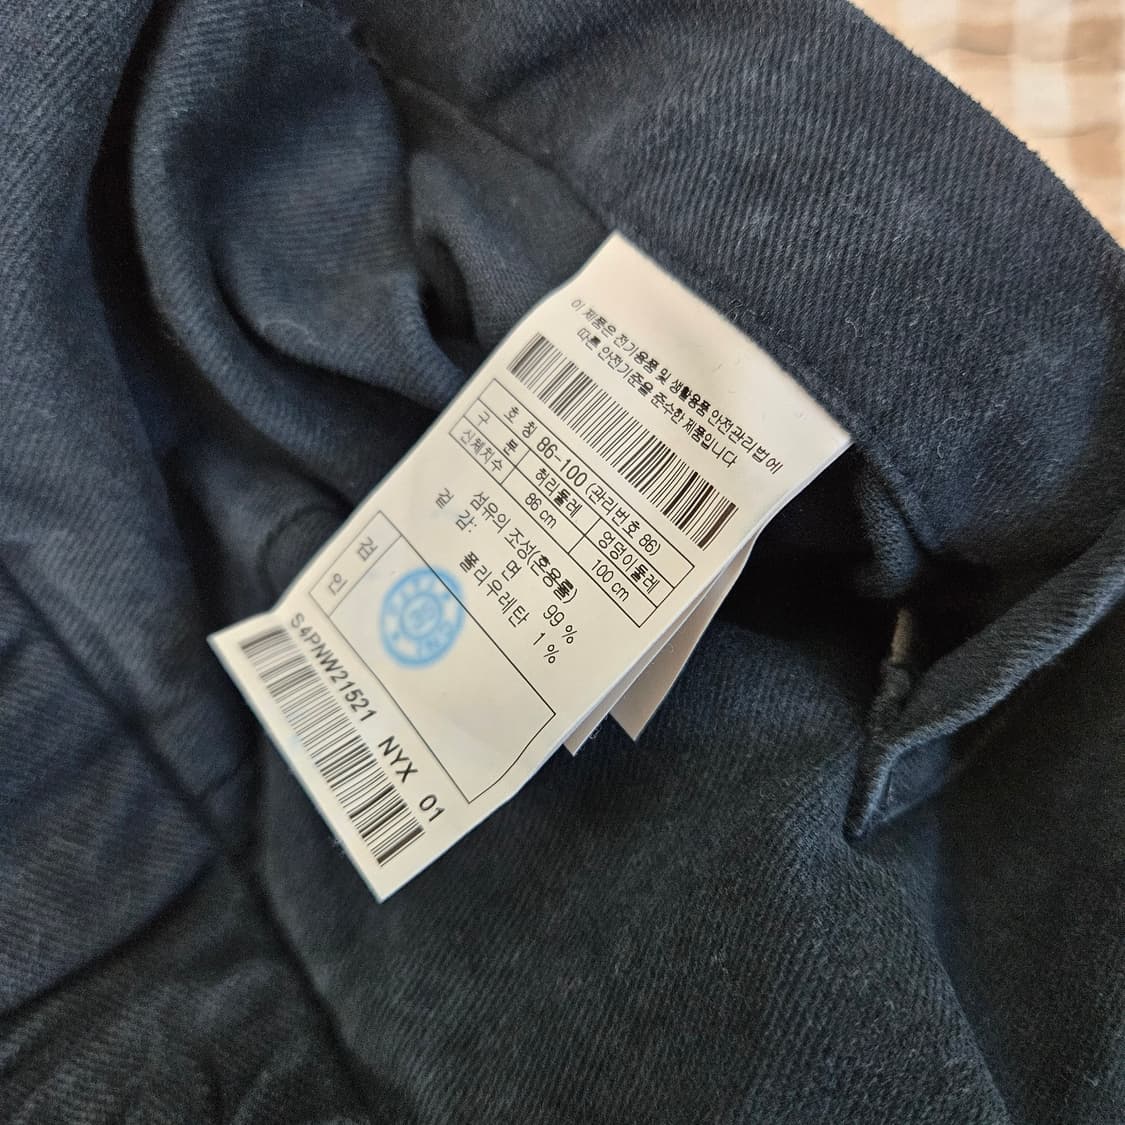 이 제품은 전기용품 및 생활용품 안전관리법에
따른 안전기준을 준수한 제품입니다
호 칭 86-100 (관리번호 86)
구 분 허리둘레 엉덩이둘레
신체치수 86 cm 100 cm
섬유의 조성(혼용률)
겉 감: 면 99 %
폴리우레탄 1 %
검 인
S4PNW21521 NYX 01